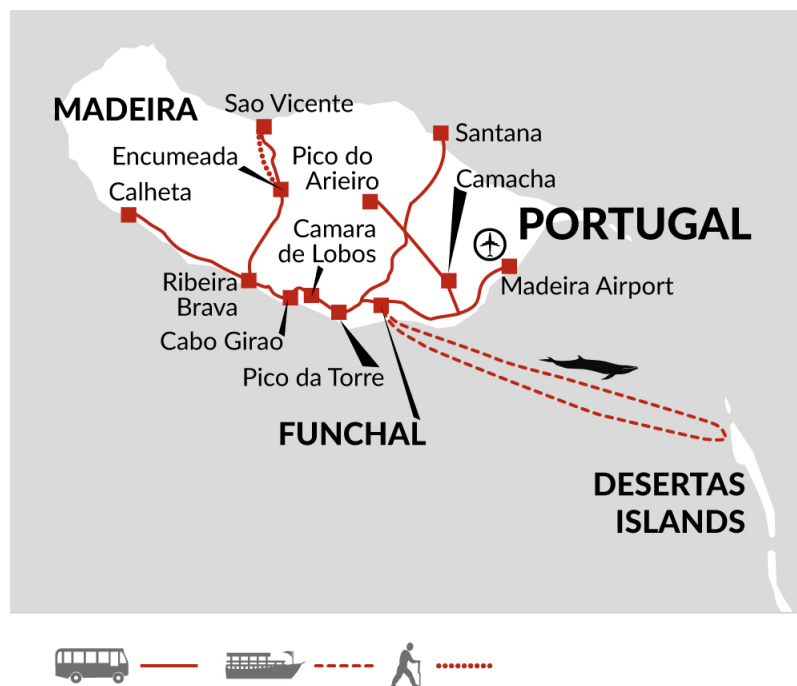 MADEIRA
Sao Vicente
Santana
Encumeada
Pico do
Arieiro
Camacha
Calheta
PORTUGAL
Camara
de Lobos
Ribeira
Brava
Madeira Airport
Cabo Girao
Pico da Torre
FUNCHAL
DESERTAS
ISLANDS